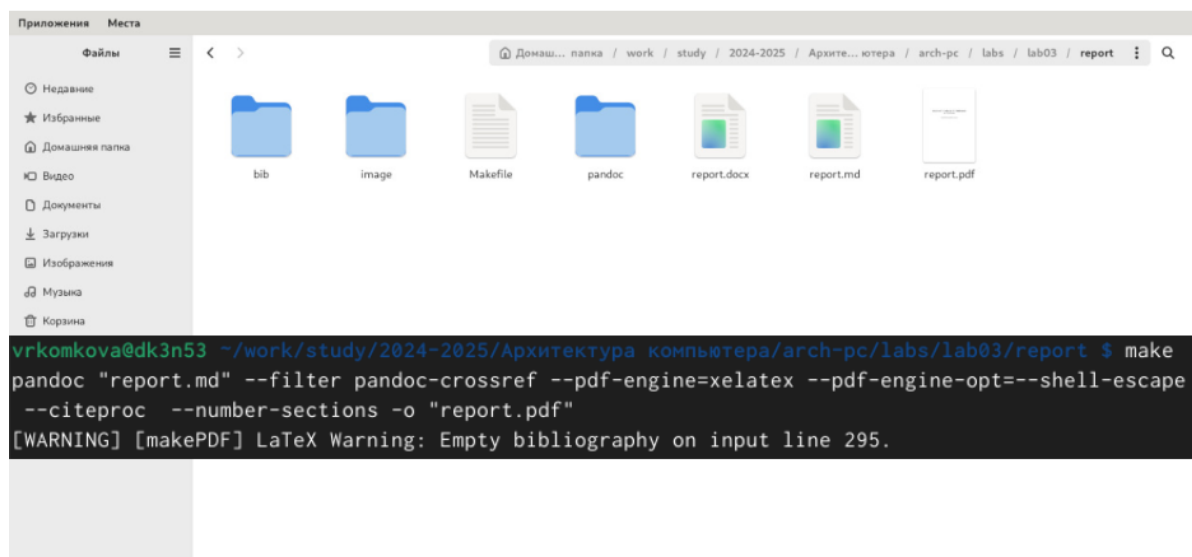 Приложения Места
Файлы
Домаш... папка / work / study / 2024-2025 / Архите... ютера / arch-pc / labs / lab03 / report
Недавние
Избранные
Домашняя папка
Видео
Документы
Загрузки
Изображения
Музыка
Корзина
bib image Makefile pandoc report.docx report.md report.pdf
vrkomkova@dk3n53 ~/work/study/2024-2025/Архитектура компьютера/arch-pc/labs/lab03/report $ make
pandoc "report.md" --filter pandoc-crossref --pdf-engine=xelatex --pdf-engine-opt=--shell-escape
--citeproc --number-sections -o "report.pdf"
[WARNING] [makePDF] LaTeX Warning: Empty bibliography on input line 295.